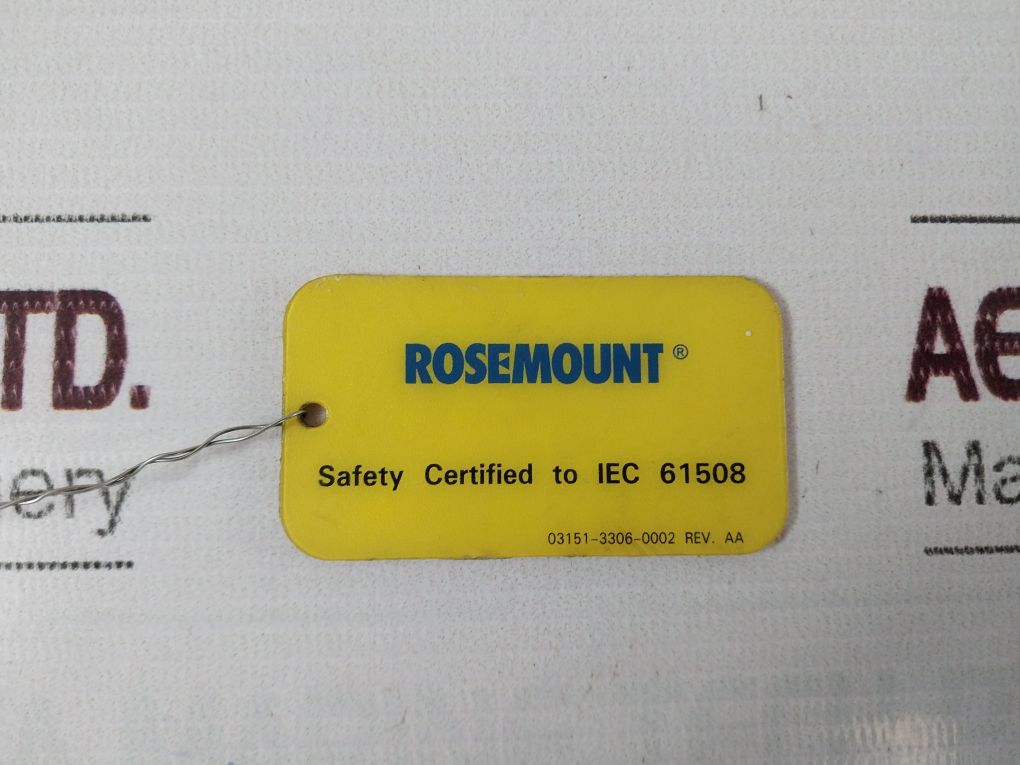 ROSEMOUNT®
Safety Certified to IEC 61508
03151-3306-0002 REV. AA
TD.
ery
Ma